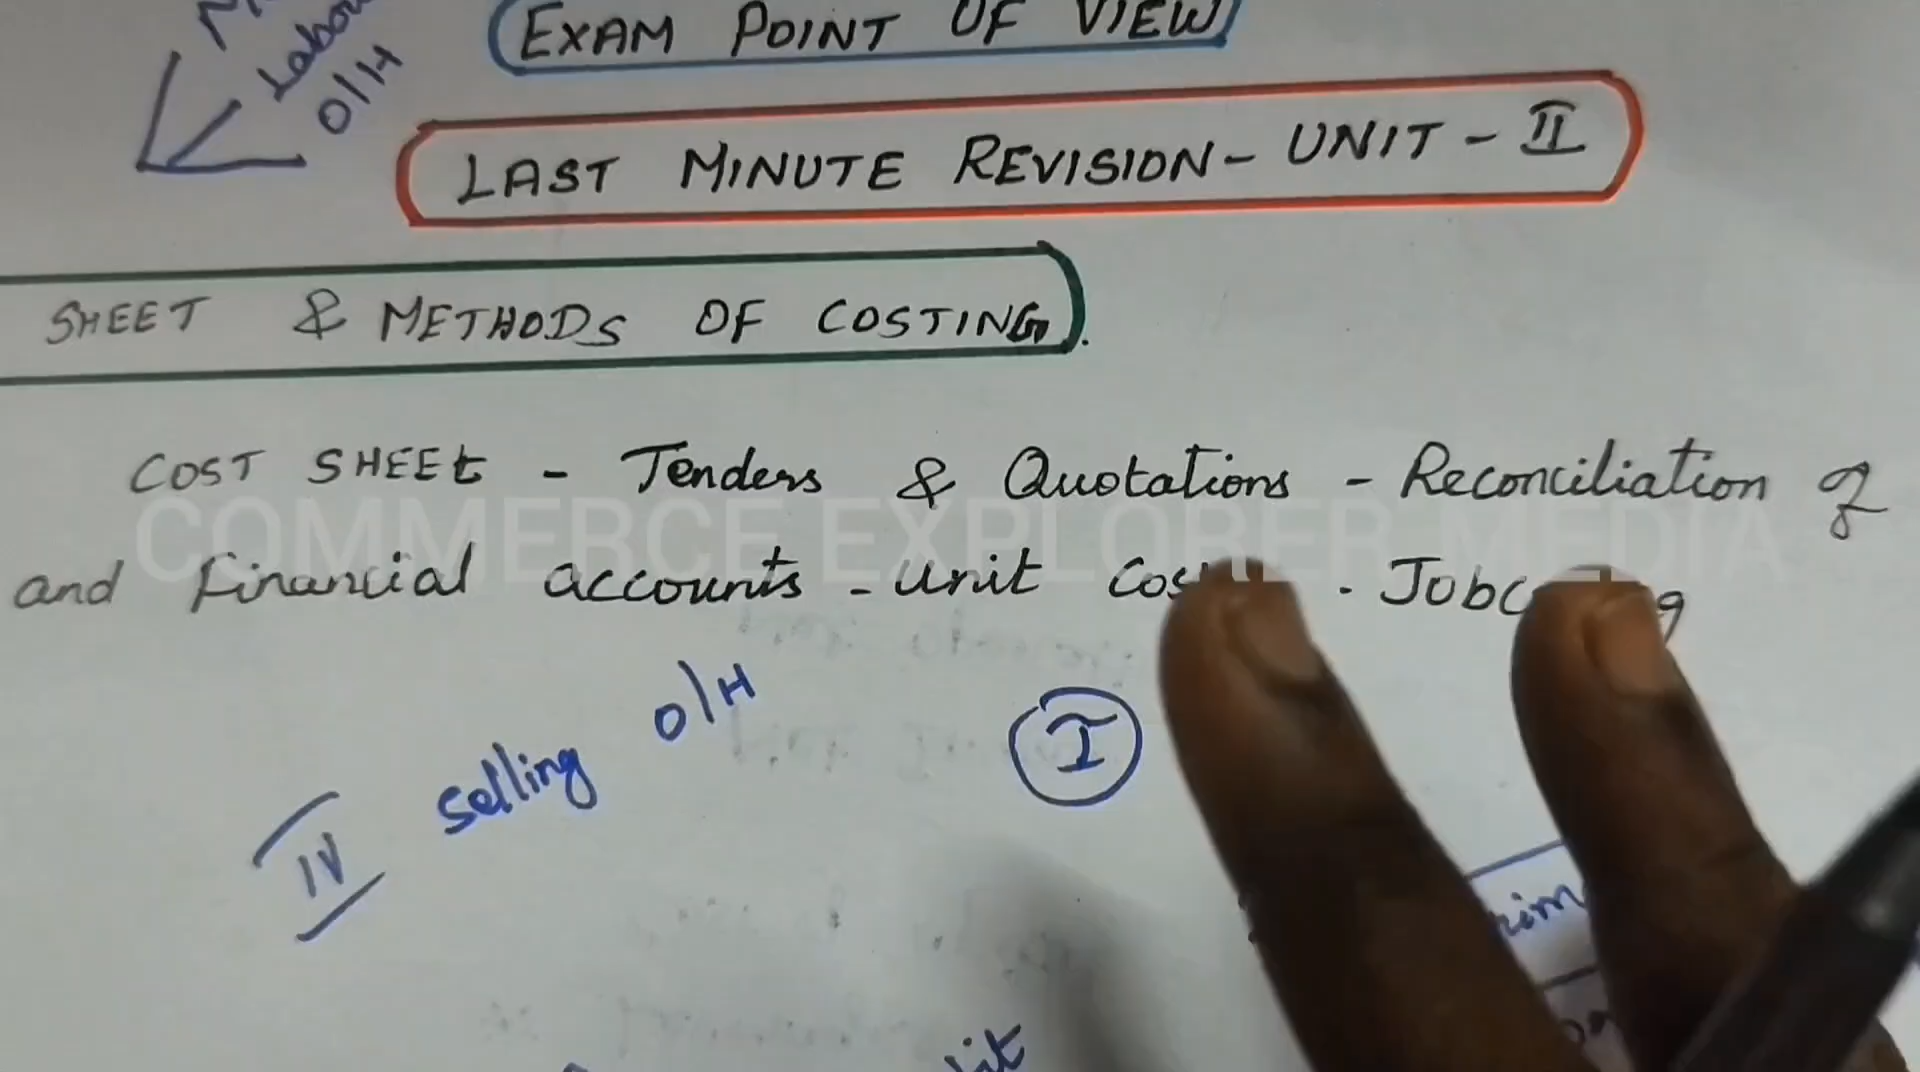 Labour
O/H
EXAM POINT OF VIEW
LAST MINUTE REVISION - UNIT - II
SHEET & METHODS OF COSTING.
COST SHEET - Tenders & Quotations - Reconciliation of
COMMERCE EXPLORER MEDIA
and financial accounts - unit - 
IV selling O/H
I